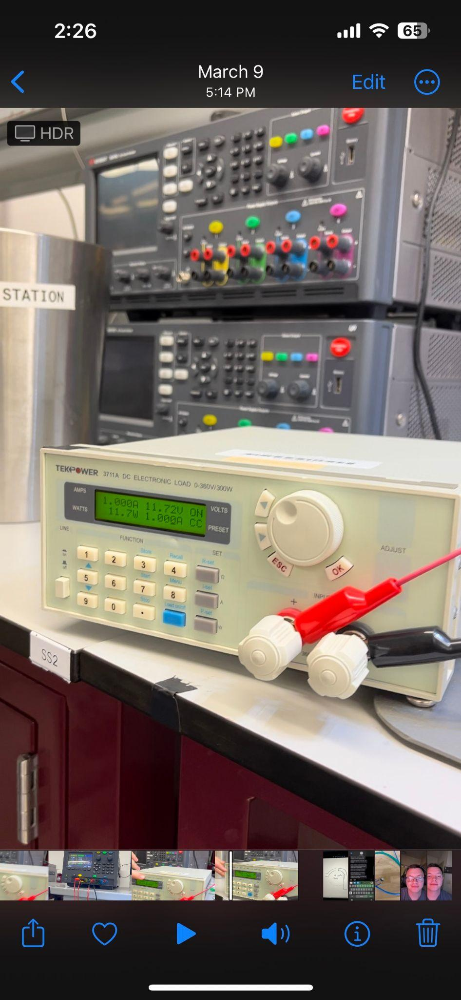 2:26
65
March 9
5:14 PM
Edit
HDR
STATION
TEKPOWER 3711A DC ELECTRONIC LOAD 0-360V/300W
AMPS
WATTS
1.000A 11.72V ON
11.7W 1.000A CC
VOLTS
PRESET
LINE
FUNCTION
SET
on
off
1
2
Store
3
Recall
4
R-set
Ω
5
6
Start
7
Menu
8
I-set
A
9
0
Stop
.
Load on/off
P-set
W
ESC
OK
ADJUST
+
SS2